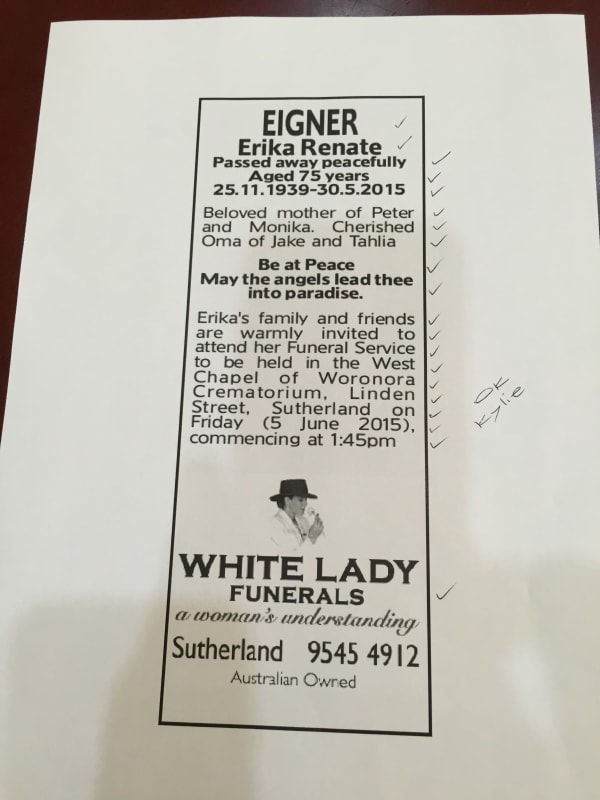 EIGNER
Erika Renate
Passed away peacefully
Aged 75 years
25.11.1939-30.5.2015
Beloved mother of Peter
and Monika. Cherished
Oma of Jake and Tahlia
Be at Peace
May the angels lead thee
into paradise.
Erika's family and friends
are warmly invited to
attend her Funeral Service
to be held in the West
Chapel of Woronora
Crematorium, Linden
Street, Sutherland on
Friday (5 June 2015),
commencing at 1:45pm
OK
Kylie
WHITE LADY
FUNERALS
a woman's understanding
Sutherland 9545 4912
Australian Owned